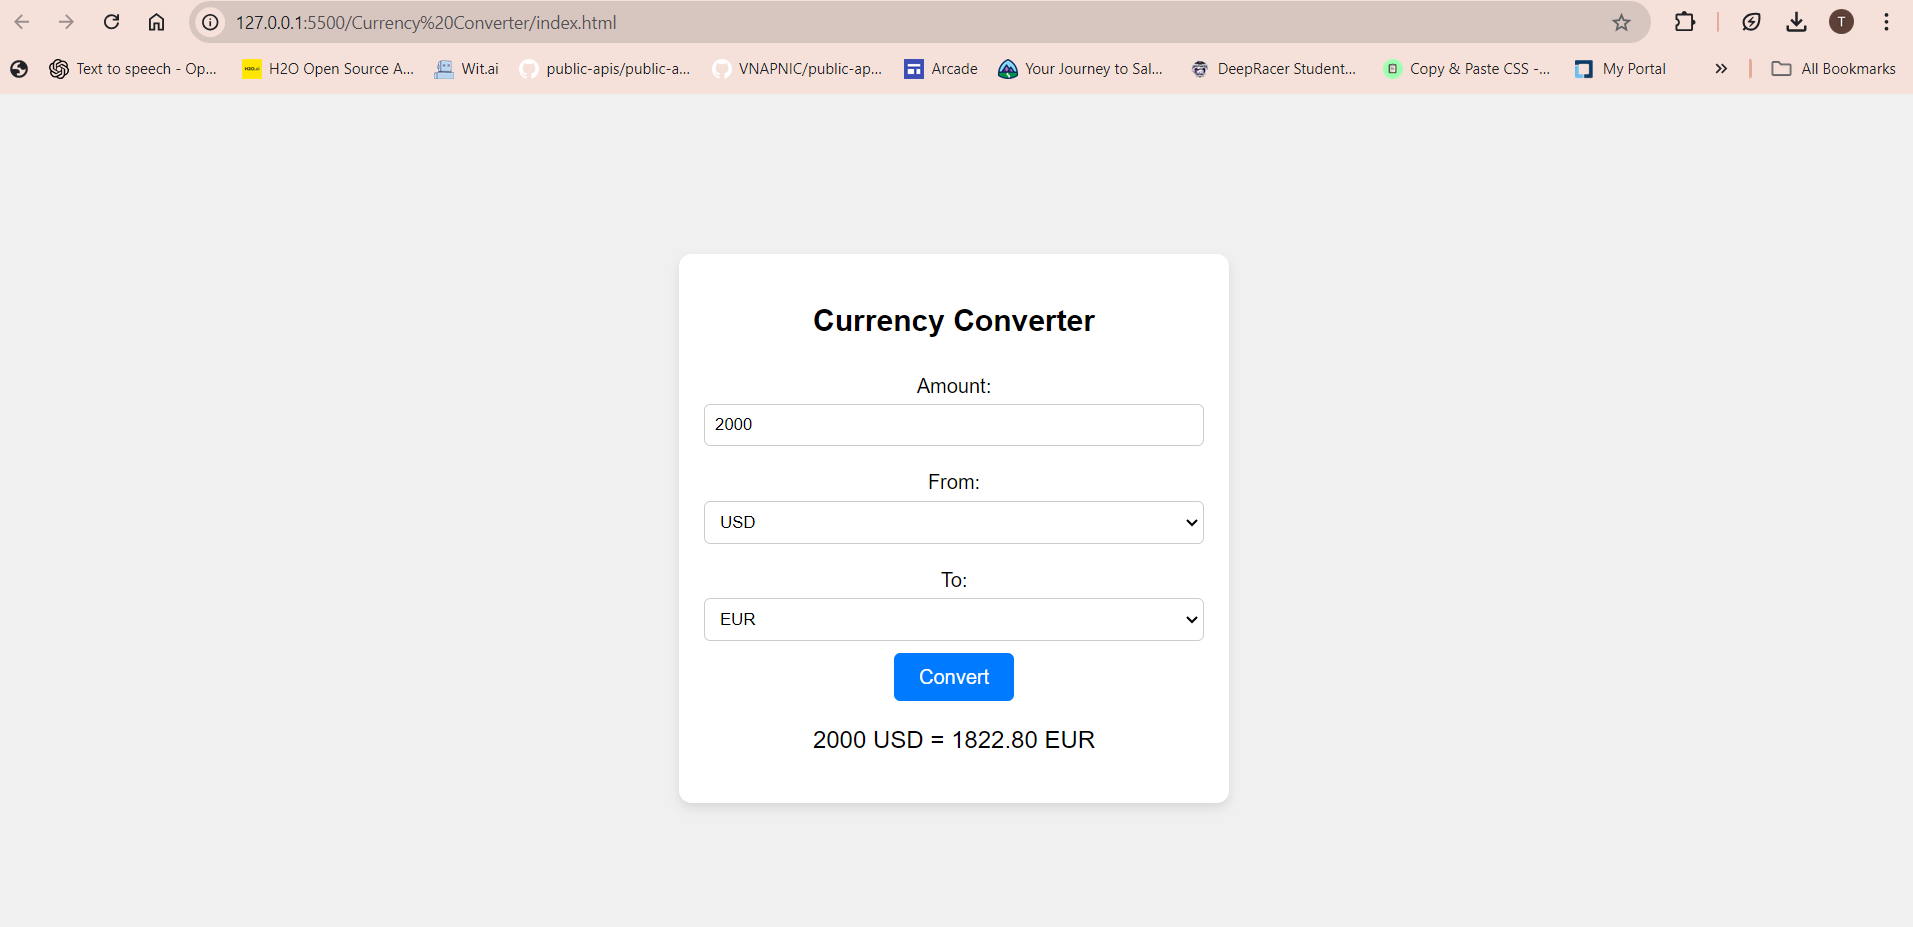 127.0.0.1:5500/Currency%20Converter/index.html
T
Text to speech - Op... H2O.ai H2O Open Source A... Wit.ai public-apis/public-a... VNAPNIC/public-ap... Arcade Your Journey to Sal... DeepRacer Student... Copy & Paste CSS -... My Portal » All Bookmarks
Currency Converter
Amount:
2000
From:
USD
To:
EUR
Convert
2000 USD = 1822.80 EUR